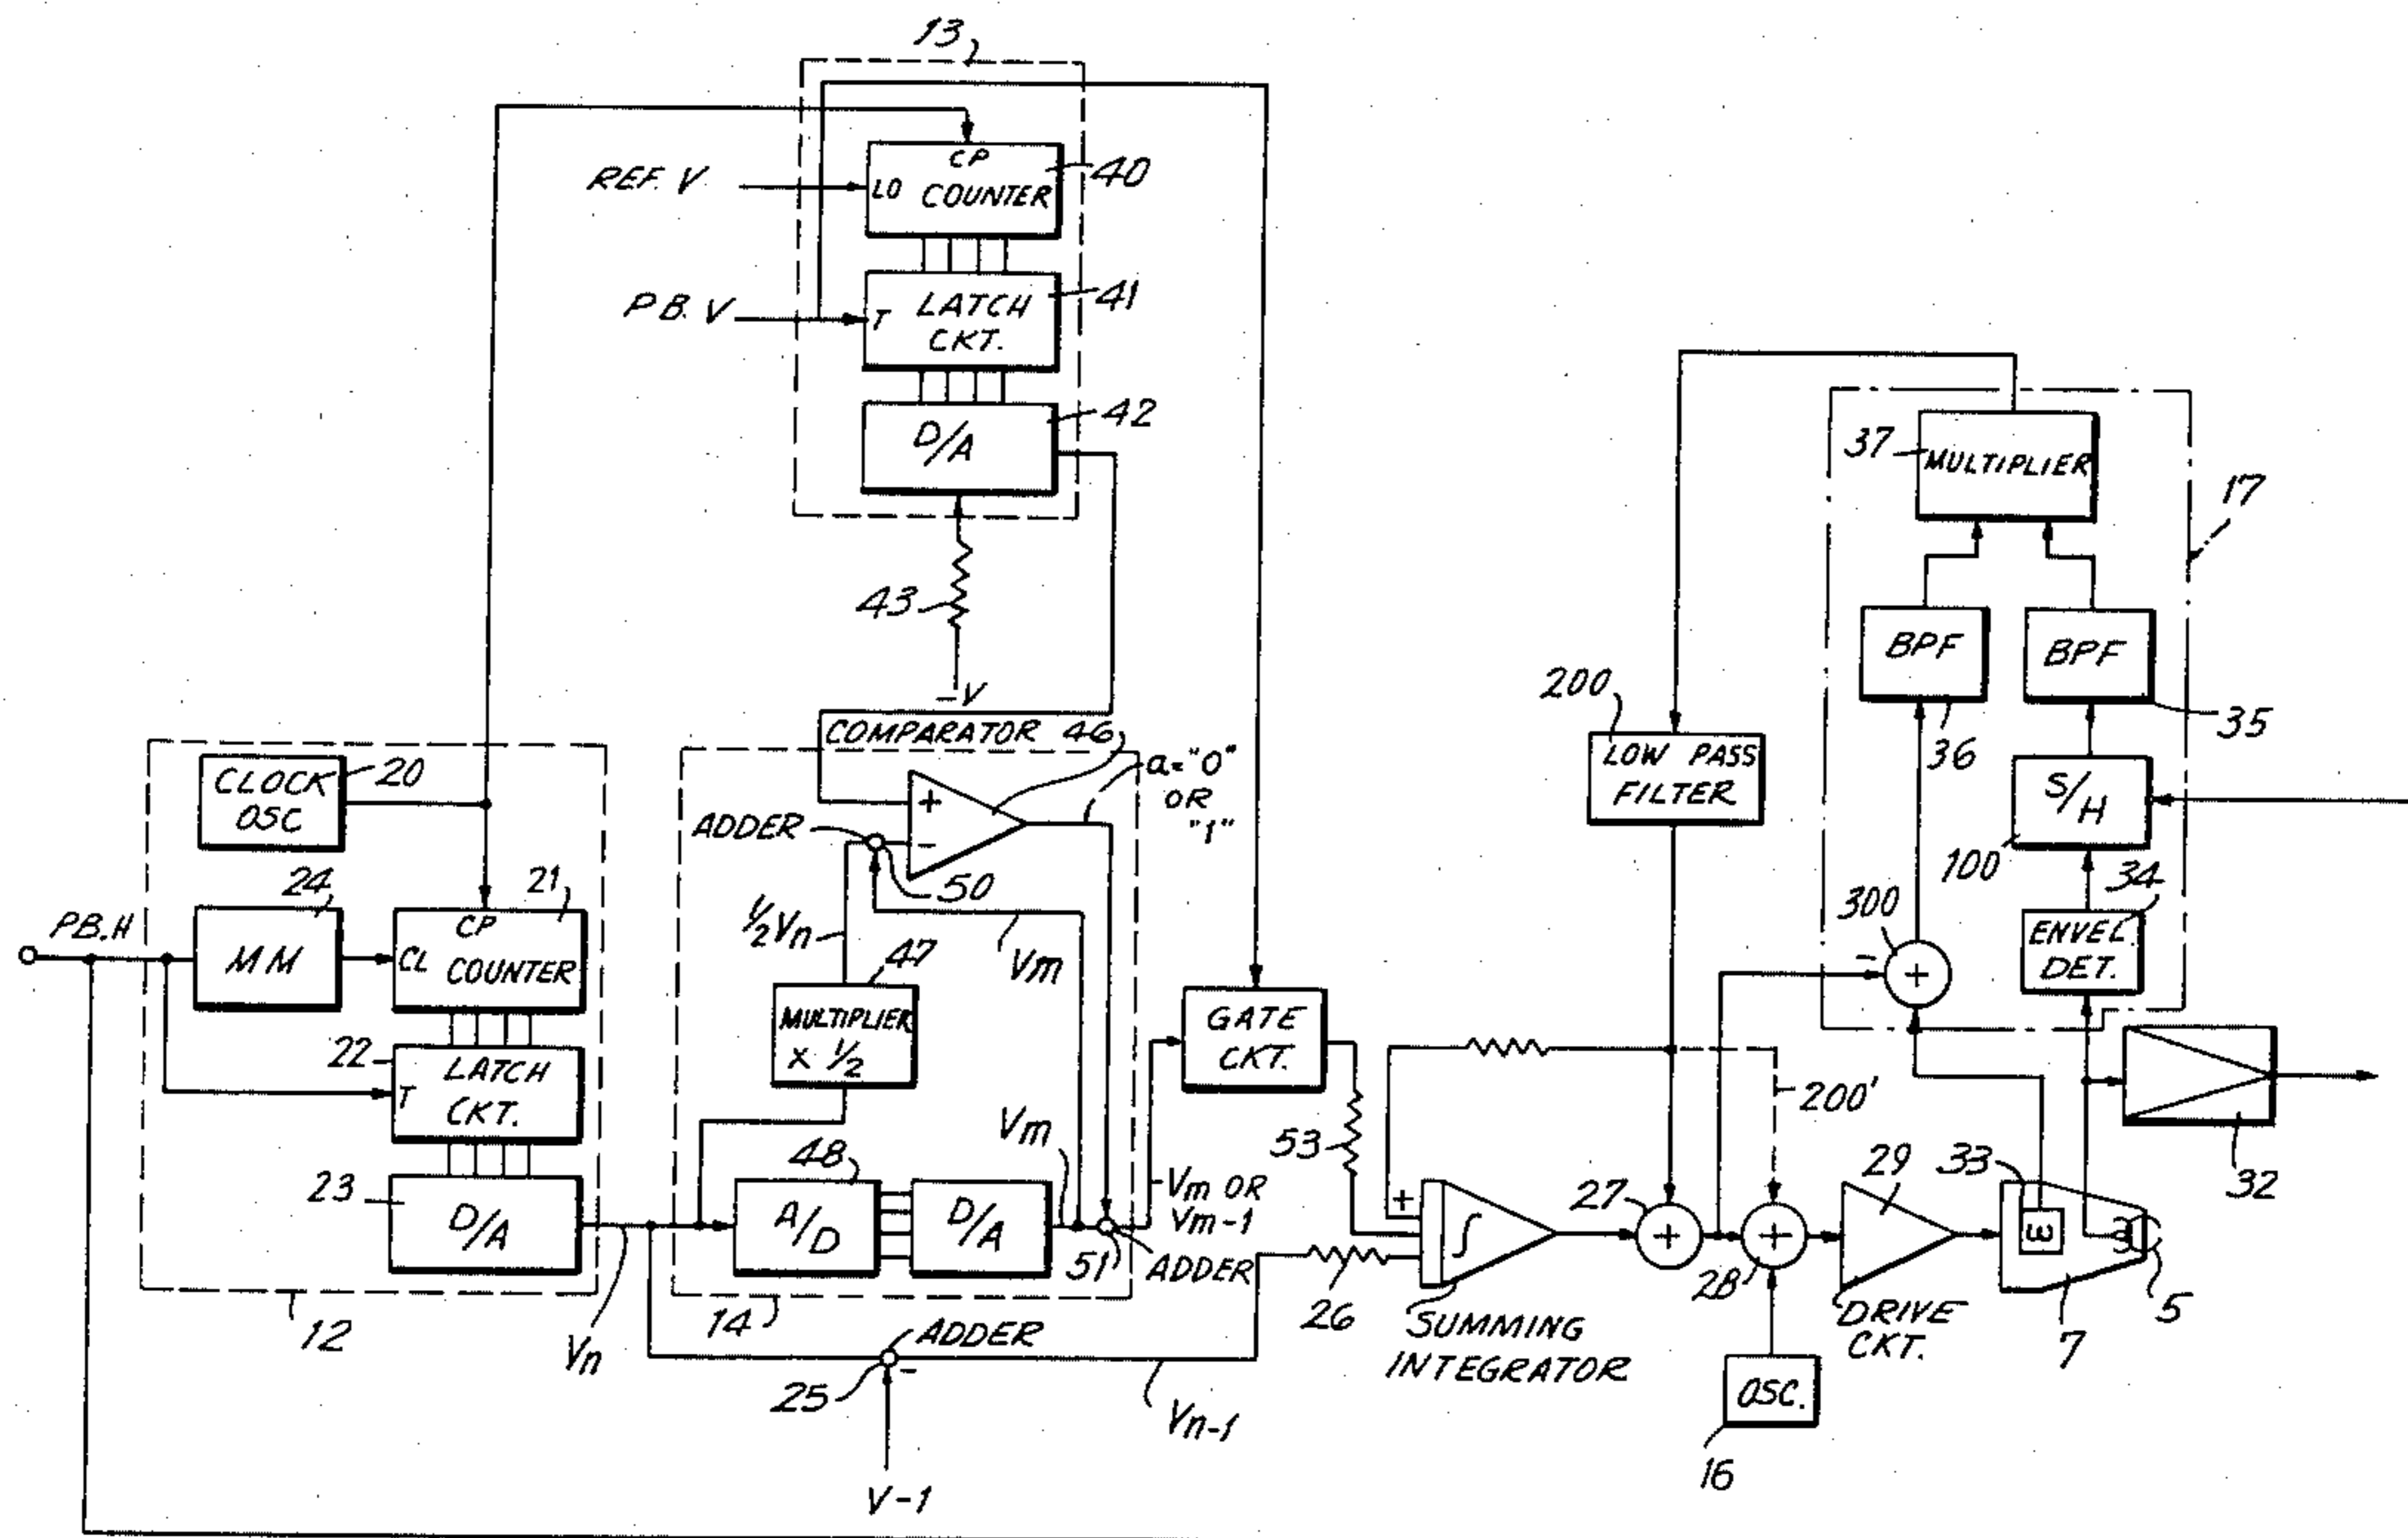 13
CP
REF. V
LO COUNTER
40
P.B. V
T LATCH
CKT.
41
D/A
42
43
-V
37
MULTIPLIER
17
BPF
36
BPF
35
200
LOW PASS
FILTER
S/H
100
34
ENVEL.
DET.
300
-
+
COMPARATOR 46
a="0"
OR
"1"
+
-
ADDER
50
½Vn
Vm
47
MULTIPLIER
X ½
CLOCK
OSC
20
24
21
P.B.H
MM
CP
CL COUNTER
22
LATCH
T CKT.
23
D/A
12
Vn
48
A/D
D/A
Vm
51
ADDER
14
-Vm OR
Vm-1
GATE
CKT.
53
ADDER
25
-
V-1
Vn-1
26
+
∫
SUMMING
INTEGRATOR
27
+
200'
28
+
OSC.
16
29
DRIVE
CKT.
33
7
5
32